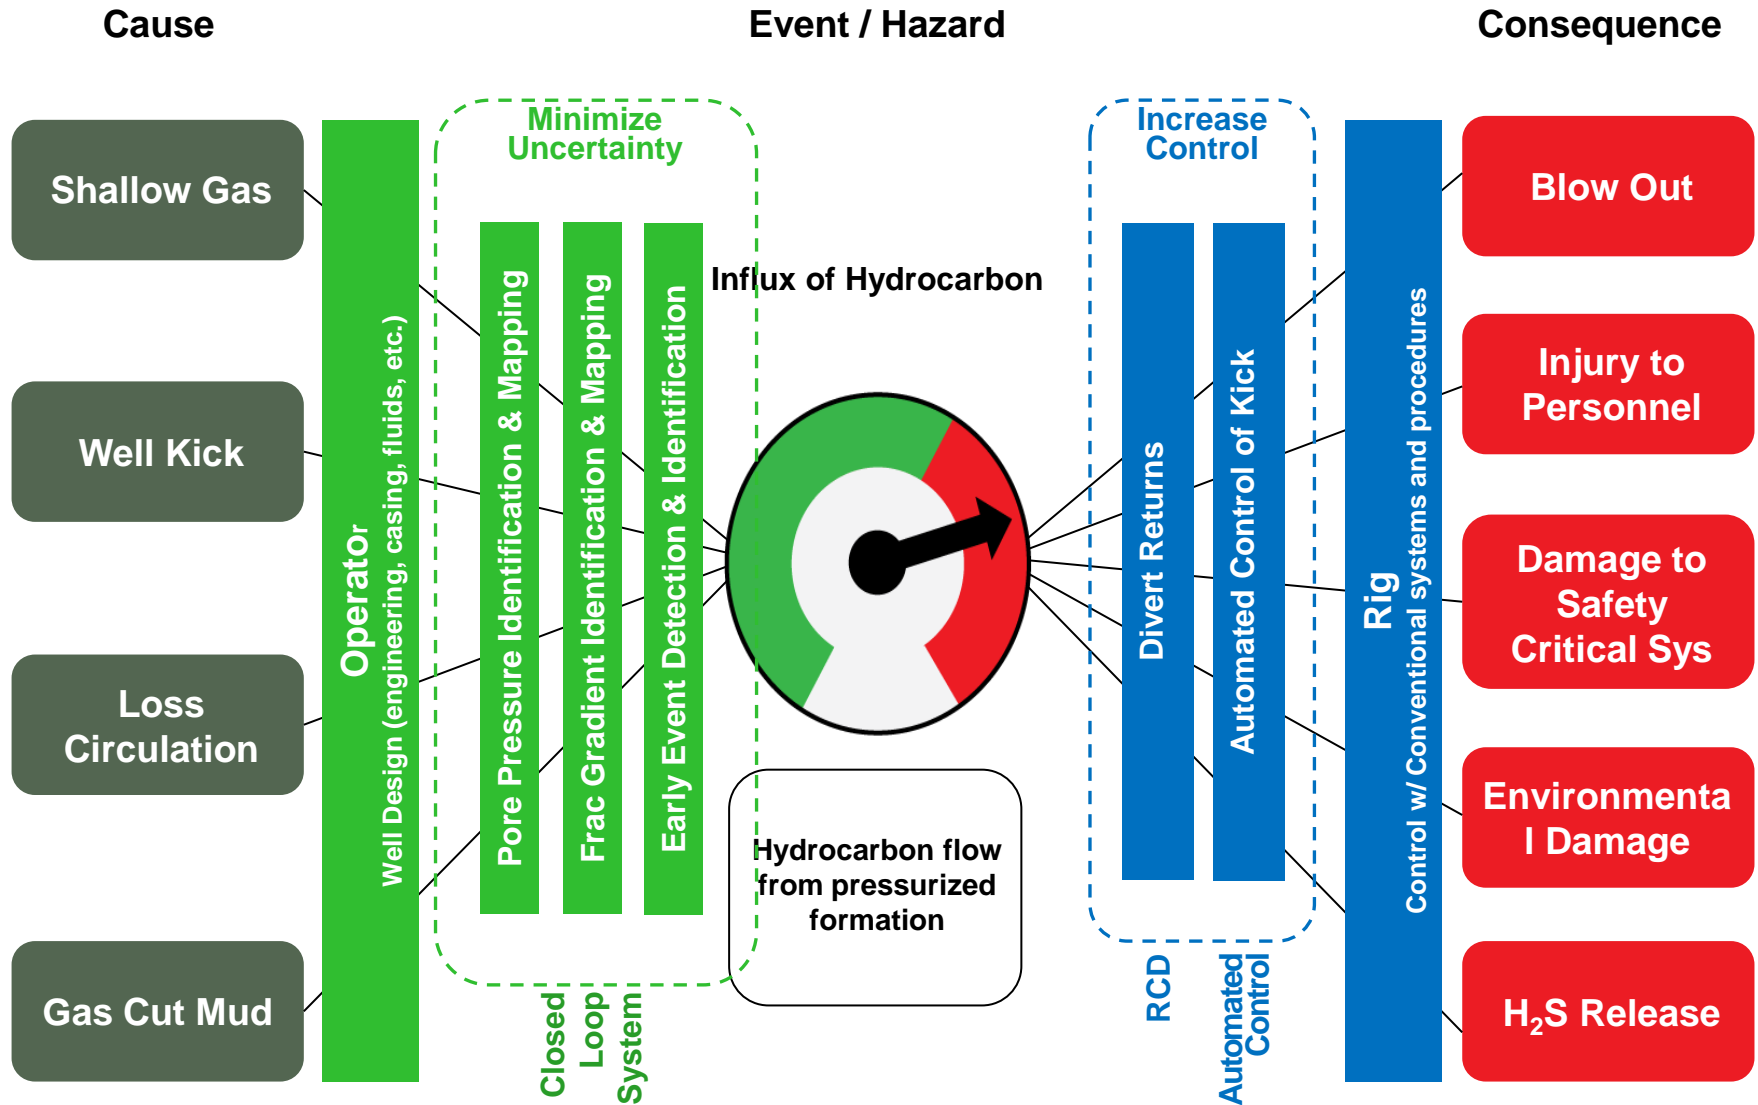 Cause
Event / Hazard
Consequence
Shallow Gas
Well Kick
Loss
Circulation
Gas Cut Mud
Operator
Well Design (engineering, casing, fluids, etc.)
Minimize
Uncertainty
Pore Pressure Identification & Mapping
Frac Gradient Identification & Mapping
Early Event Detection & Identification
Closed
Loop
System
Influx of Hydrocarbon
Hydrocarbon flow
from pressurized
formation
Increase
Control
Divert Returns
Automated Control of Kick
RCD
Automated
Control
Rig
Control w/ Conventional systems and procedures
Blow Out
Injury to
Personnel
Damage to
Safety
Critical Sys
Environmenta
l Damage
H₂S Release